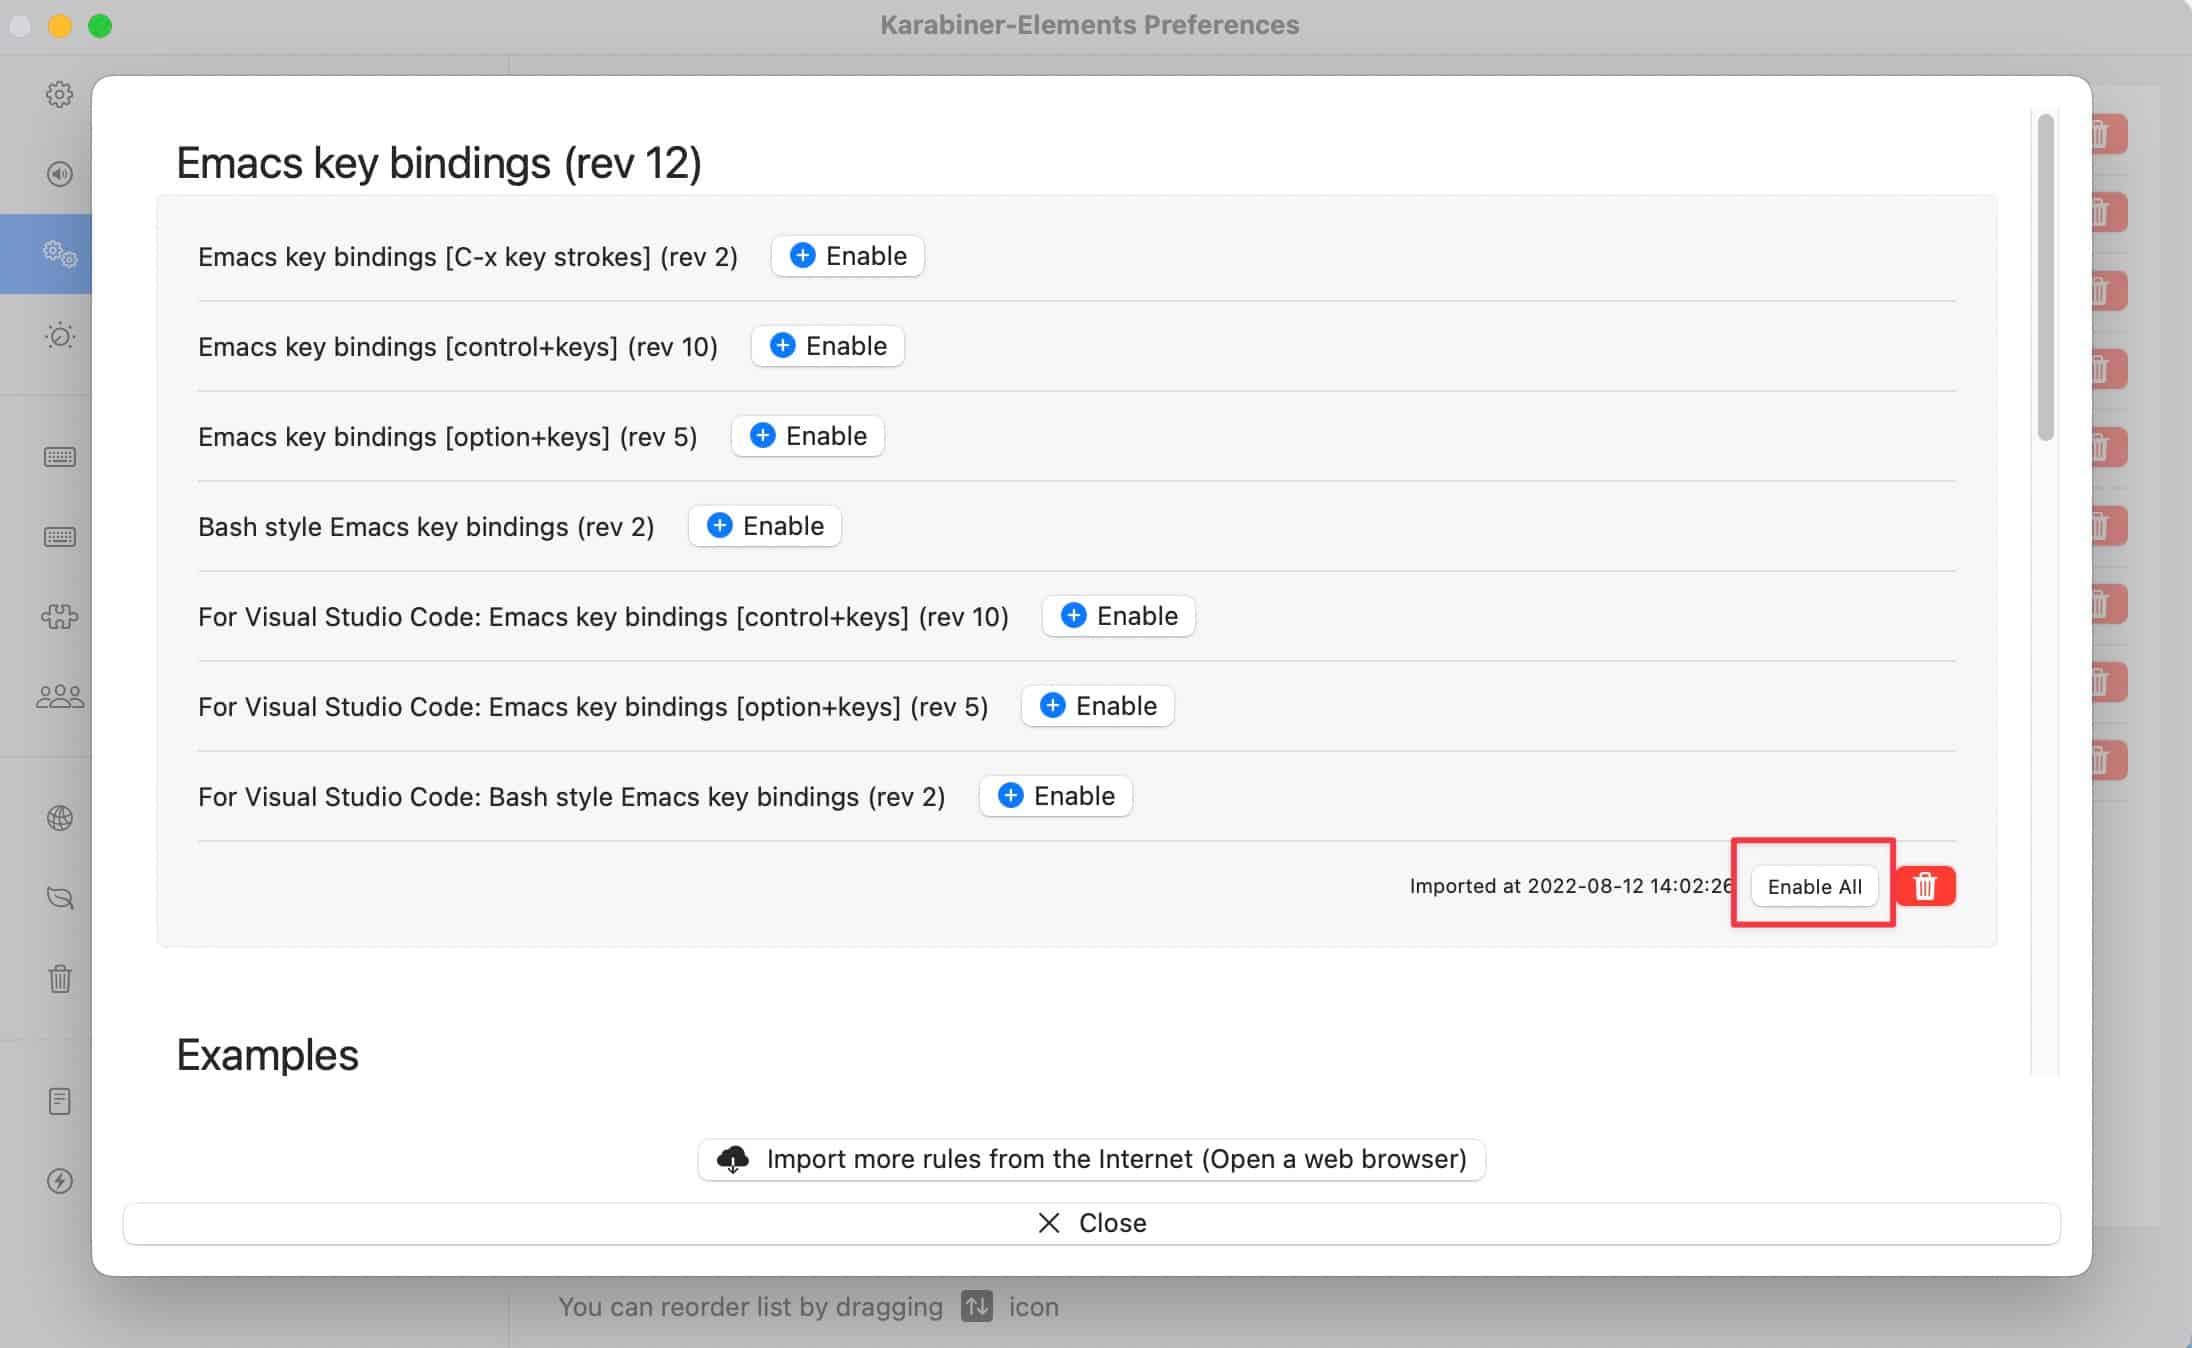 Karabiner-Elements Preferences
Emacs key bindings (rev 12)
Emacs key bindings [C-x key strokes] (rev 2) Enable
Emacs key bindings [control+keys] (rev 10) Enable
Emacs key bindings [option+keys] (rev 5) Enable
Bash style Emacs key bindings (rev 2) Enable
For Visual Studio Code: Emacs key bindings [control+keys] (rev 10) Enable
For Visual Studio Code: Emacs key bindings [option+keys] (rev 5) Enable
For Visual Studio Code: Bash style Emacs key bindings (rev 2) Enable
Imported at 2022-08-12 14:02:26 Enable All
Examples
Import more rules from the Internet (Open a web browser)
Close
You can reorder list by dragging icon